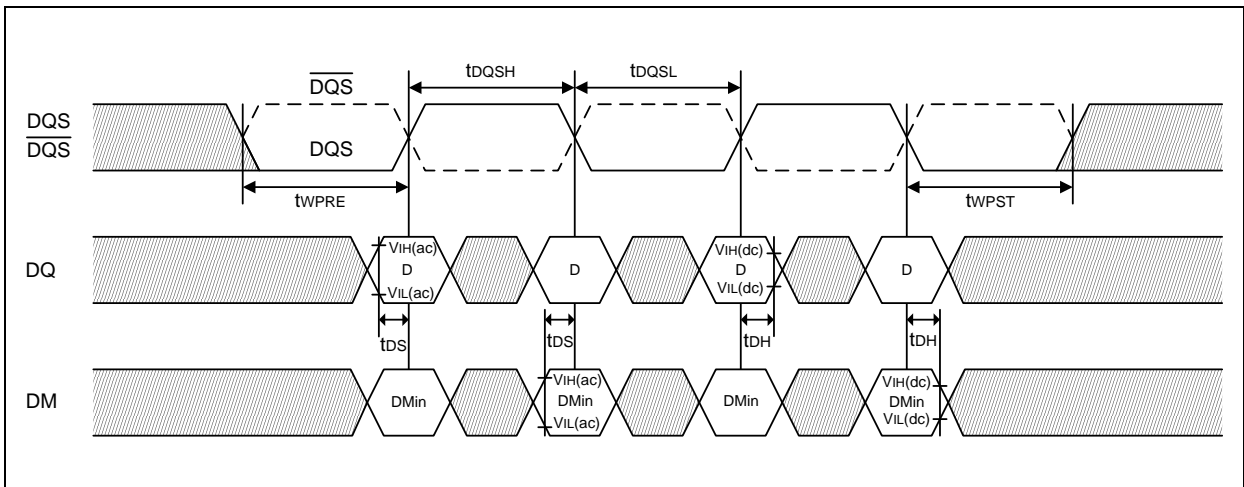 DQS
tDQSH
tDQSL
DQS
DQS
DQS
tWPRE
tWPST
DQ
VIH(ac)
D
VIL(ac)
D
VIH(dc)
D
VIL(dc)
D
tDS
tDS
tDH
tDH
DM
DMin
VIH(ac)
DMin
VIL(ac)
DMin
VIH(dc)
DMin
VIL(dc)